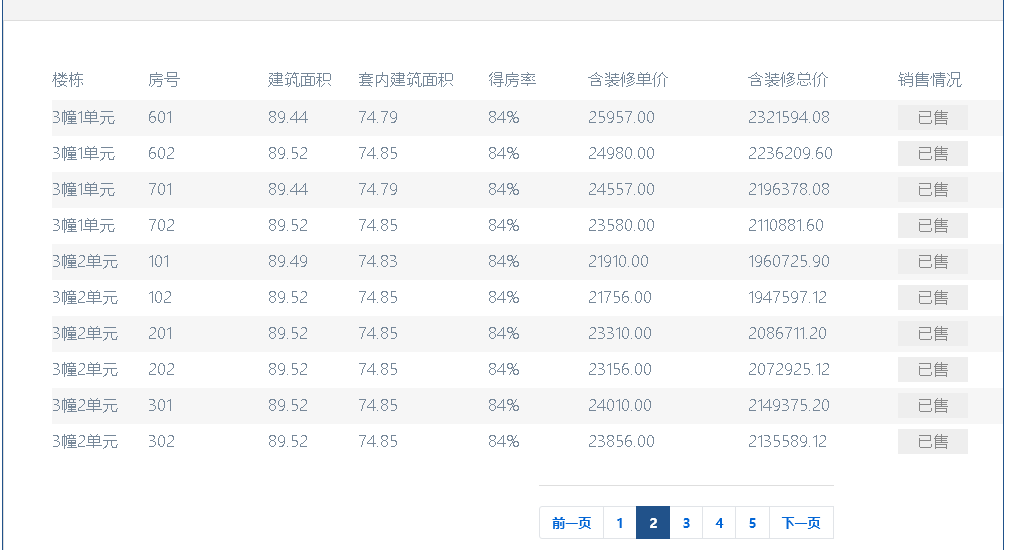 楼栋 房号 建筑面积 套内建筑面积 得房率 含装修单价 含装修总价 销售情况
3幢1单元 601 89.44 74.79 84% 25957.00 2321594.08 已售
3幢1单元 602 89.52 74.85 84% 24980.00 2236209.60 已售
3幢1单元 701 89.44 74.79 84% 24557.00 2196378.08 已售
3幢1单元 702 89.52 74.85 84% 23580.00 2110881.60 已售
3幢2单元 101 89.49 74.83 84% 21910.00 1960725.90 已售
3幢2单元 102 89.52 74.85 84% 21756.00 1947597.12 已售
3幢2单元 201 89.52 74.85 84% 23310.00 2086711.20 已售
3幢2单元 202 89.52 74.85 84% 23156.00 2072925.12 已售
3幢2单元 301 89.52 74.85 84% 24010.00 2149375.20 已售
3幢2单元 302 89.52 74.85 84% 23856.00 2135589.12 已售
前一页 1 2 3 4 5 下一页